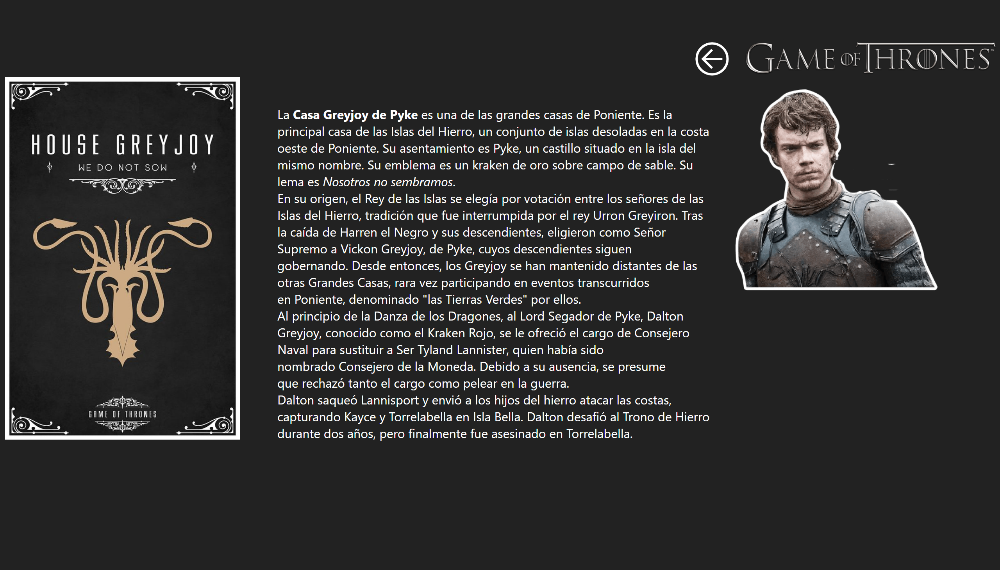 GAME OF THRONES™
HOUSE GREYJOY
WE DO NOT SOW
GAME OF THRONES
La Casa Greyjoy de Pyke es una de las grandes casas de Poniente. Es la
principal casa de las Islas del Hierro, un conjunto de islas desoladas en la costa
oeste de Poniente. Su asentamiento es Pyke, un castillo situado en la isla del
mismo nombre. Su emblema es un kraken de oro sobre campo de sable. Su
lema es Nosotros no sembramos.
En su origen, el Rey de las Islas se elegía por votación entre los señores de las
Islas del Hierro, tradición que fue interrumpida por el rey Urron Greyiron. Tras
la caída de Harren el Negro y sus descendientes, eligieron como Señor
Supremo a Vickon Greyjoy, de Pyke, cuyos descendientes siguen
gobernando. Desde entonces, los Greyjoy se han mantenido distantes de las
otras Grandes Casas, rara vez participando en eventos transcurridos
en Poniente, denominado "las Tierras Verdes" por ellos.
Al principio de la Danza de los Dragones, al Lord Segador de Pyke, Dalton
Greyjoy, conocido como el Kraken Rojo, se le ofreció el cargo de Consejero
Naval para sustituir a Ser Tyland Lannister, quien había sido
nombrado Consejero de la Moneda. Debido a su ausencia, se presume
que rechazó tanto el cargo como pelear en la guerra.
Dalton saqueó Lannisport y envió a los hijos del hierro atacar las costas,
capturando Kayce y Torrelabella en Isla Bella. Dalton desafió al Trono de Hierro
durante dos años, pero finalmente fue asesinado en Torrelabella.